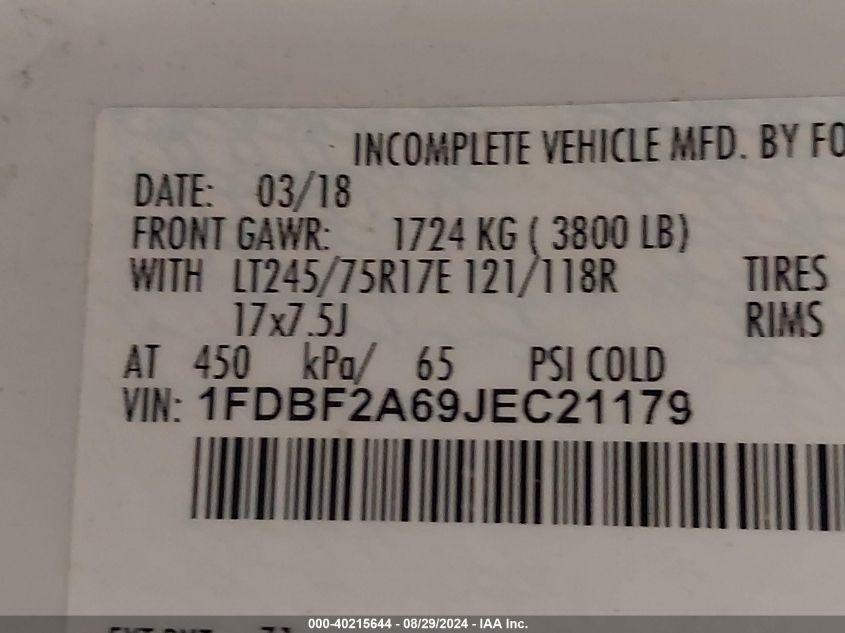 INCOMPLETE VEHICLE MFD. BY FO
DATE: 03/18
FRONT GAWR: 1724 KG ( 3800 LB)
WITH LT245/75R17E 121/118R TIRES
17x7.5J RIMS
AT 450 kPa/ 65 PSI COLD
VIN: 1FDBF2A69JEC21179
000-40215644 - 08/29/2024 - IAA Inc.